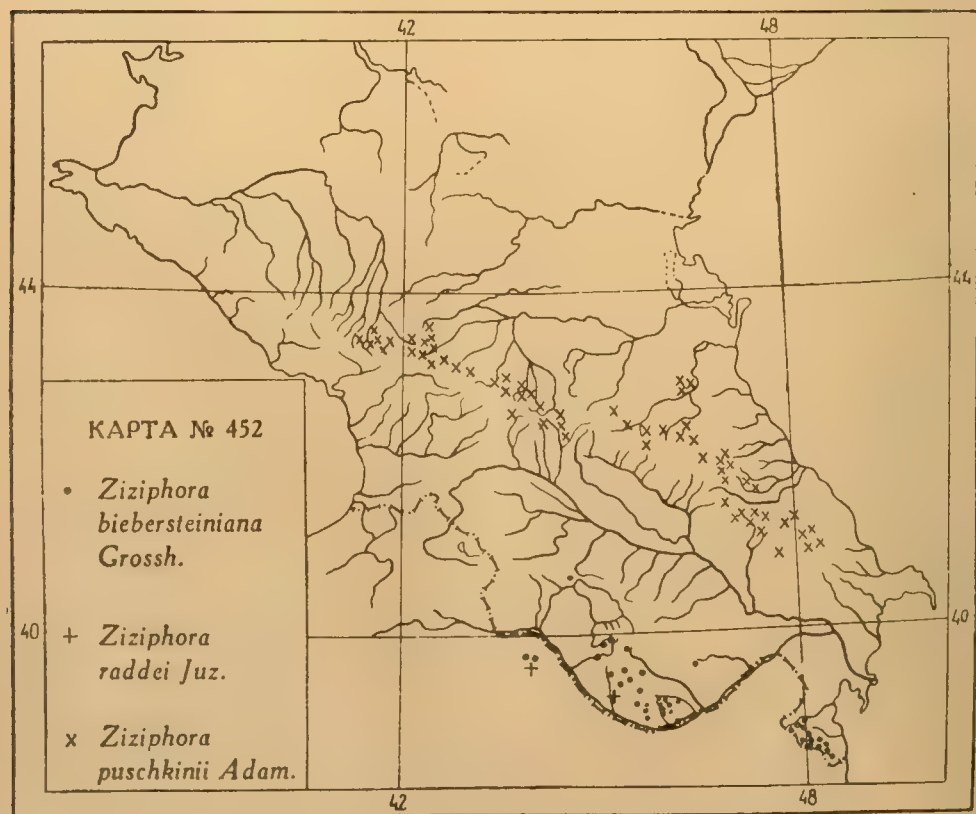 42 48
44 44
КАРТА № 452
• Ziziphora
biebersteiniana
Grossh.
+ Ziziphora
raddei Juz.
x Ziziphora
puschkinii Adam.
40 40
42 48